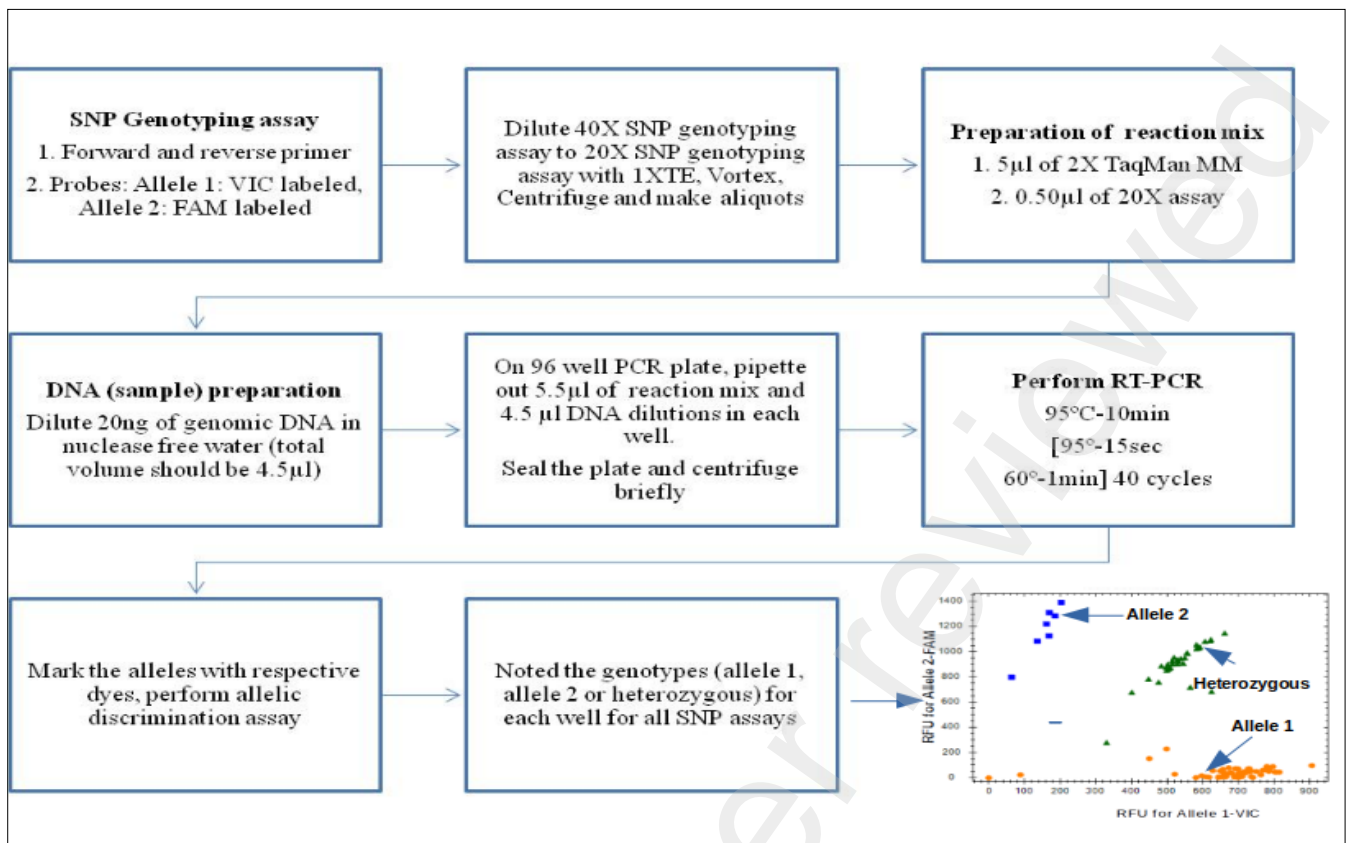 SNP Genotyping assay
1. Forward and reverse primer
2. Probes: Allele 1: VIC labeled,
Allele 2: FAM labeled
Dilute 40X SNP genotyping
assay to 20X SNP genotyping
assay with 1XTE, Vortex,
Centrifuge and make aliquots
Preparation of reaction mix
1. 5µl of 2X TaqMan MM
2. 0.50µl of 20X assay
DNA (sample) preparation
Dilute 20ng of genomic DNA in
nuclease free water (total
volume should be 4.5µl)
On 96 well PCR plate, pipette
out 5.5µl of reaction mix and
4.5 µl DNA dilutions in each
well.
Seal the plate and centrifuge
briefly
Perform RT-PCR
95°C-10min
[95°-15sec
60°-1min] 40 cycles
Mark the alleles with respective
dyes, perform allelic
discrimination assay
Noted the genotypes (allele 1,
allele 2 or heterozygous) for
each well for all SNP assays
RFU for Allele 2-FAM
1400
1200
1000
800
600
400
200
0
Allele 2
Heterozygous
Allele 1
0 100 200 300 400 500 600 700 800 900
RFU for Allele 1-VIC
er reviewed